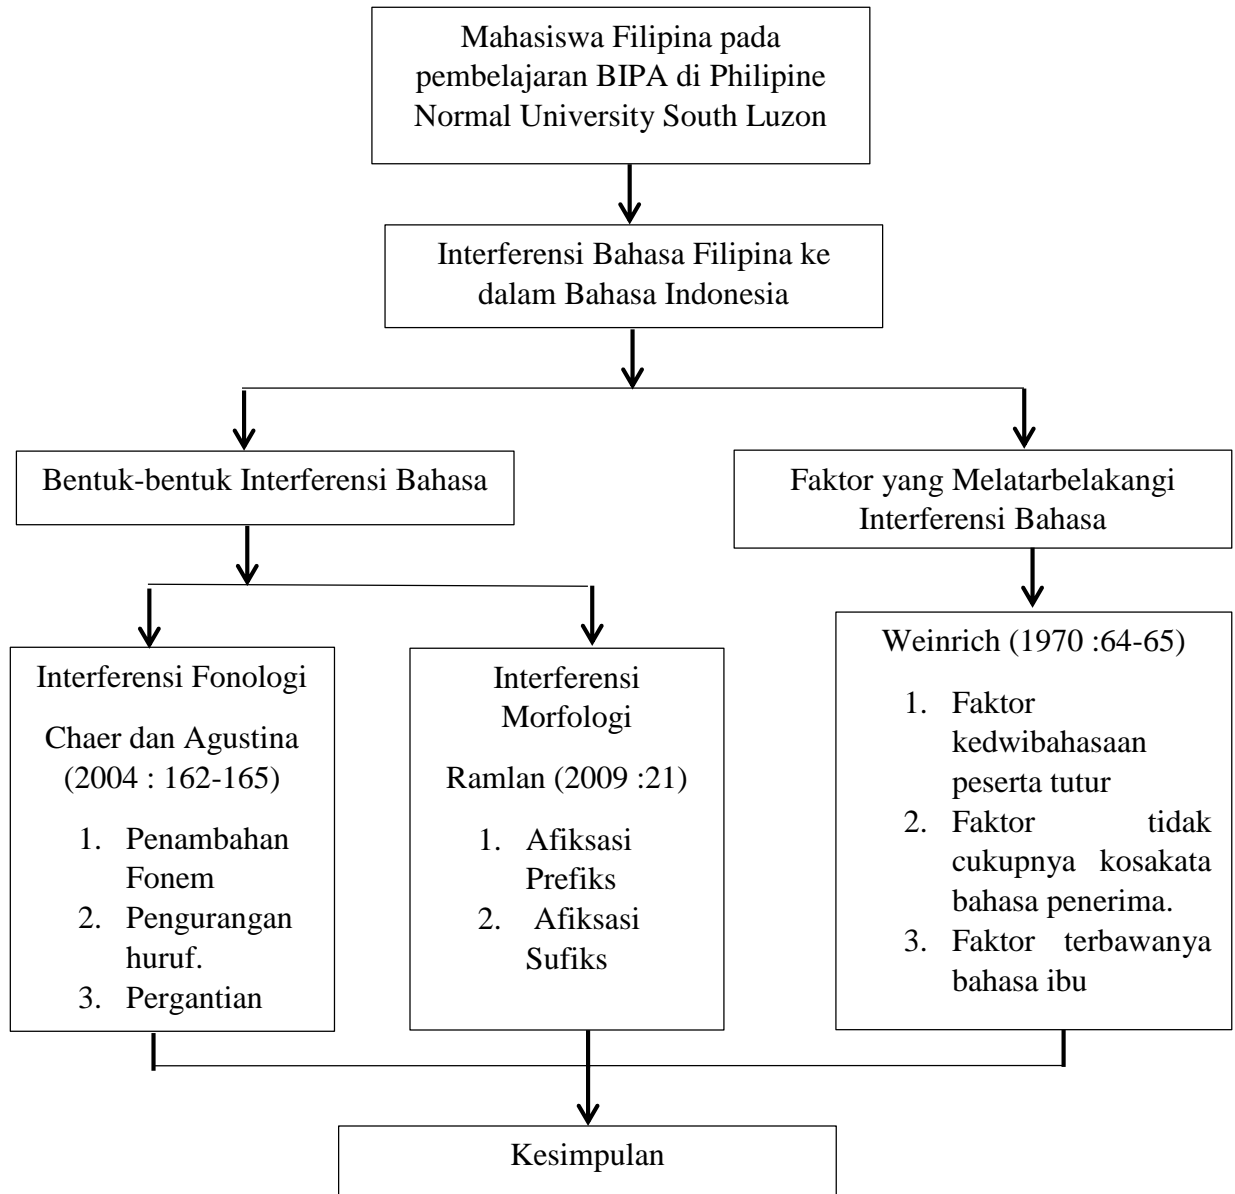 Mahasiswa Filipina pada
pembelajaran BIPA di Philipine
Normal University South Luzon
Interferensi Bahasa Filipina ke
dalam Bahasa Indonesia
Bentuk-bentuk Interferensi Bahasa
Faktor yang Melatarbelakangi
Interferensi Bahasa
Interferensi Fonologi
Chaer dan Agustina
(2004 : 162-165)
1. Penambahan
Fonem
2. Pengurangan
huruf.
3. Pergantian
Interferensi
Morfologi
Ramlan (2009 :21)
1. Afiksasi
Prefiks
2. Afiksasi
Sufiks
Weinrich (1970 :64-65)
1. Faktor
kedwibahasaan
peserta tutur
2. Faktor tidak
cukupnya kosakata
bahasa penerima.
3. Faktor terbawanya
bahasa ibu
Kesimpulan